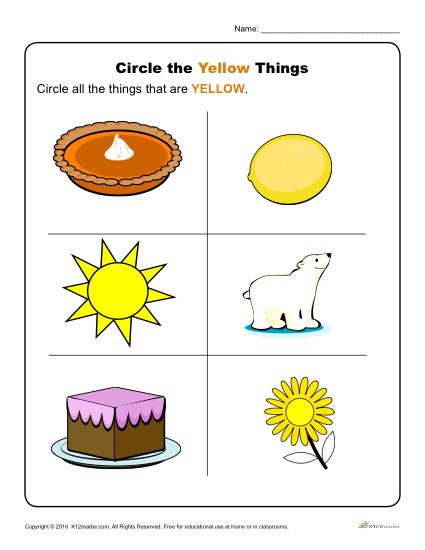 Name: ________________________________
Circle the Yellow Things
Circle all the things that are YELLOW.
Copyright © 2016 K12reader.com. All Rights Reserved. Free for educational use at home or in classrooms.
K12Reader